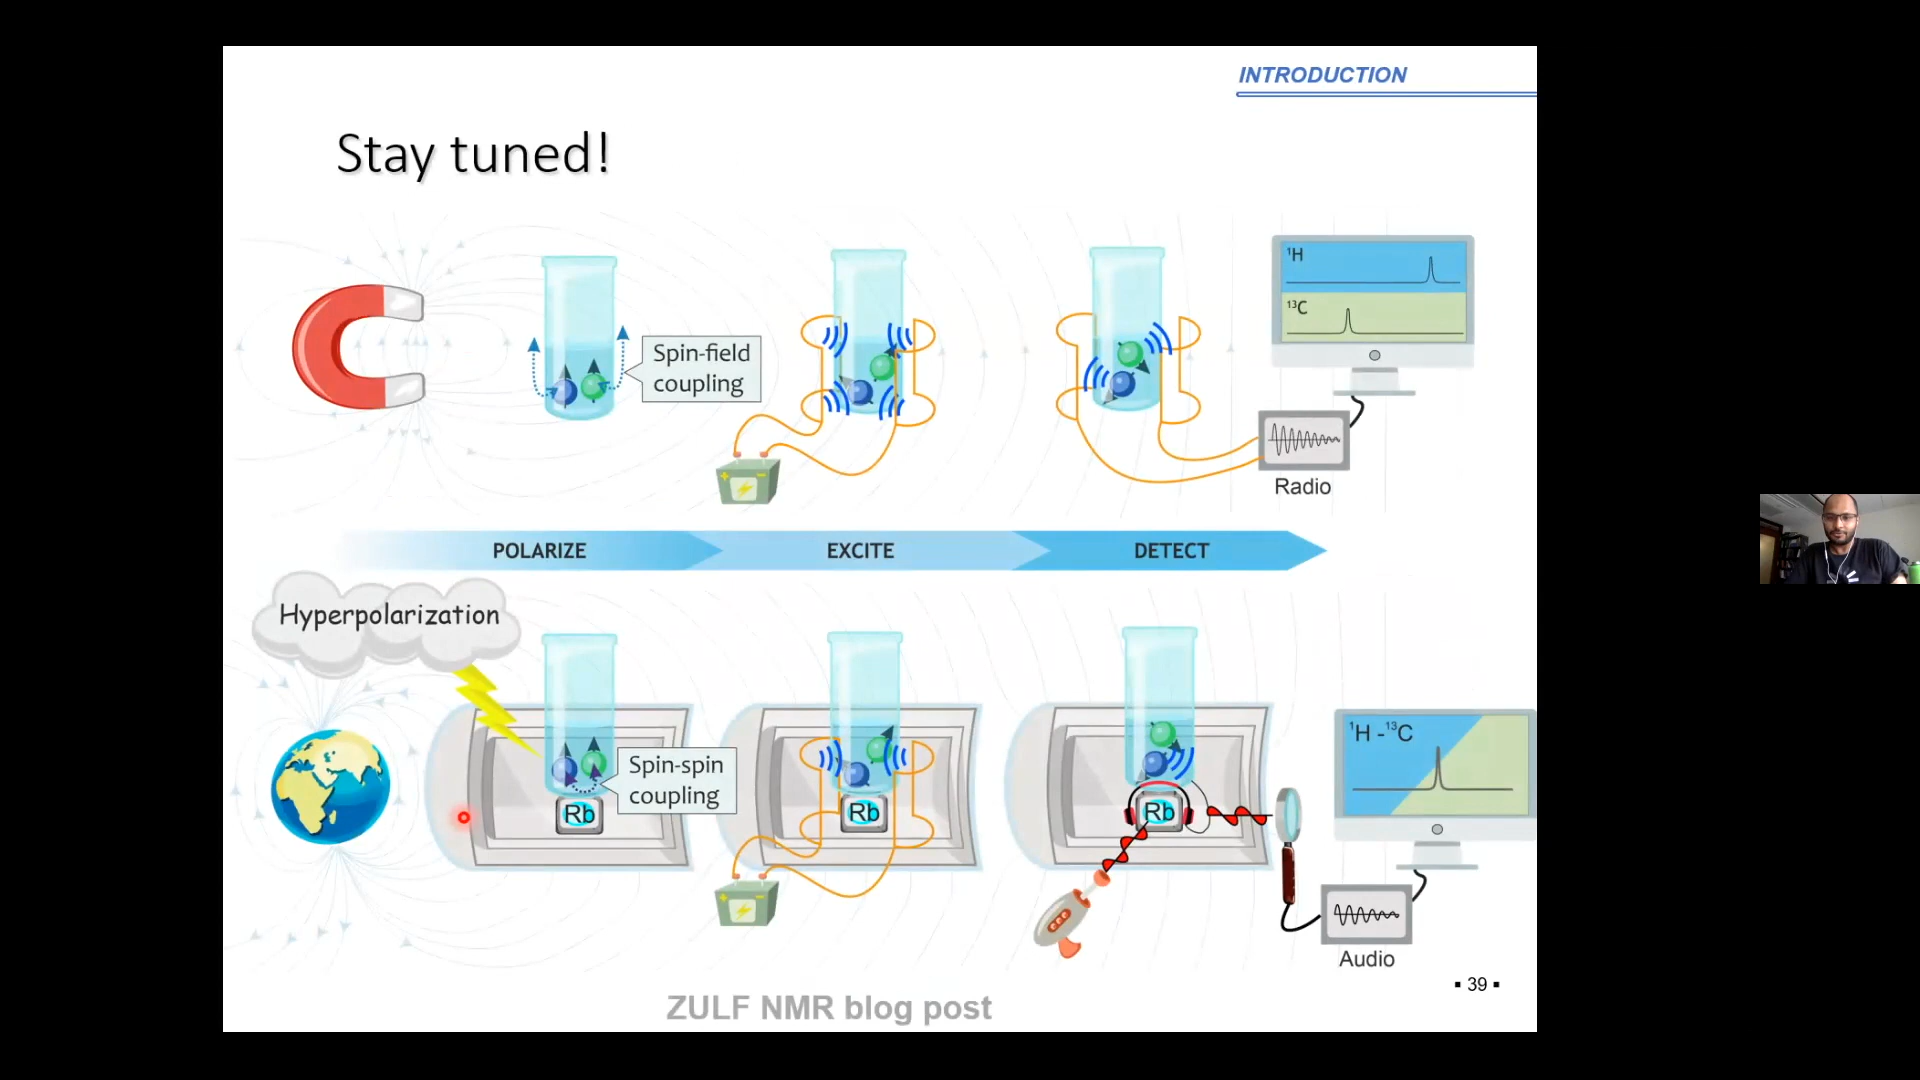 INTRODUCTION
Stay tuned!
Spin-field
coupling
+ -
¹H
¹³C
Radio
POLARIZE
EXCITE
DETECT
Hyperpolarization
Spin-spin
coupling
Rb
Rb
+ -
Rb
¹H -¹³C
Audio
▪ 39 ▪
ZULF NMR blog post